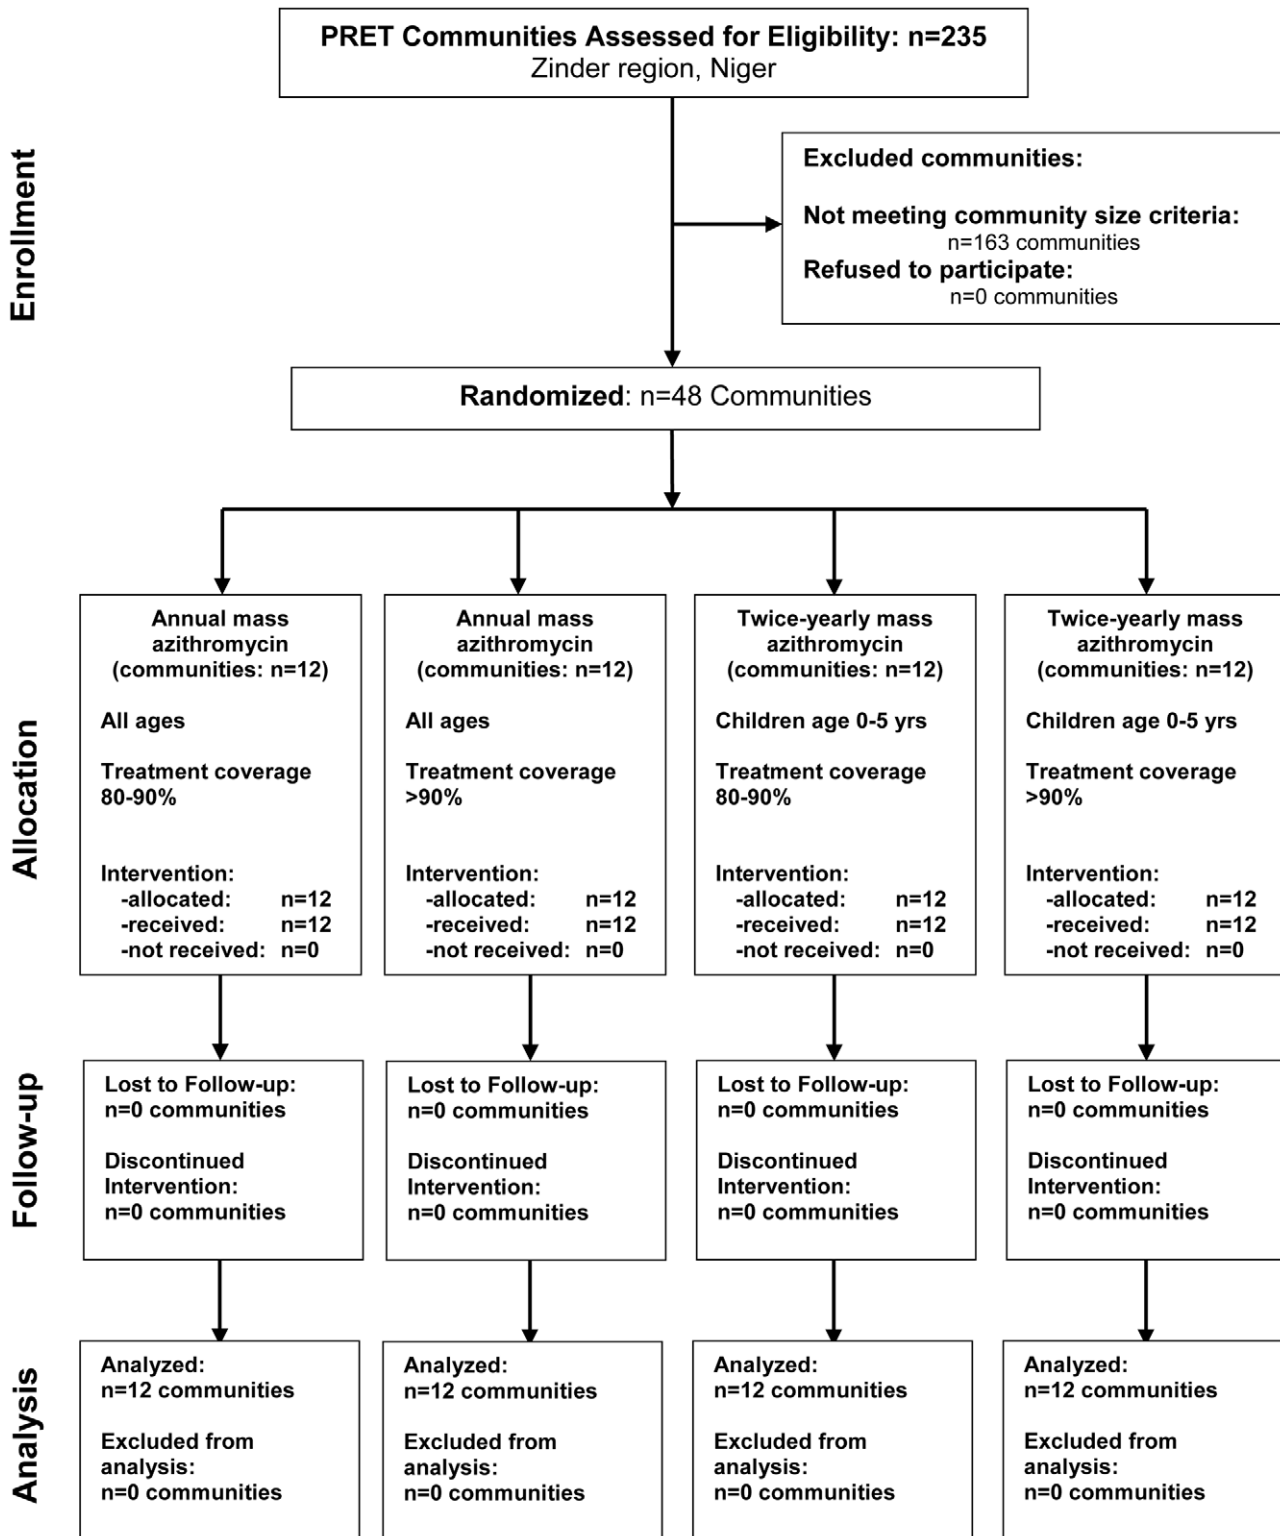 PRET Communities Assessed for Eligibility: n=235
Zinder region, Niger
Enrollment
Excluded communities:
Not meeting community size criteria:
n=163 communities
Refused to participate:
n=0 communities
Randomized: n=48 Communities
Allocation
Annual mass
azithromycin
(communities: n=12)
All ages
Treatment coverage
80-90%
Intervention:
-allocated: n=12
-received: n=12
-not received: n=0
Annual mass
azithromycin
(communities: n=12)
All ages
Treatment coverage
>90%
Intervention:
-allocated: n=12
-received: n=12
-not received: n=0
Twice-yearly mass
azithromycin
(communities: n=12)
Children age 0-5 yrs
Treatment coverage
80-90%
Intervention:
-allocated: n=12
-received: n=12
-not received: n=0
Twice-yearly mass
azithromycin
(communities: n=12)
Children age 0-5 yrs
Treatment coverage
>90%
Intervention:
-allocated: n=12
-received: n=12
-not received: n=0
Follow-up
Lost to Follow-up:
n=0 communities
Discontinued
Intervention:
n=0 communities
Lost to Follow-up:
n=0 communities
Discontinued
Intervention:
n=0 communities
Lost to Follow-up:
n=0 communities
Discontinued
Intervention:
n=0 communities
Lost to Follow-up:
n=0 communities
Discontinued
Intervention:
n=0 communities
Analysis
Analyzed:
n=12 communities
Excluded from
analysis:
n=0 communities
Analyzed:
n=12 communities
Excluded from
analysis:
n=0 communities
Analyzed:
n=12 communities
Excluded from
analysis:
n=0 communities
Analyzed:
n=12 communities
Excluded from
analysis:
n=0 communities